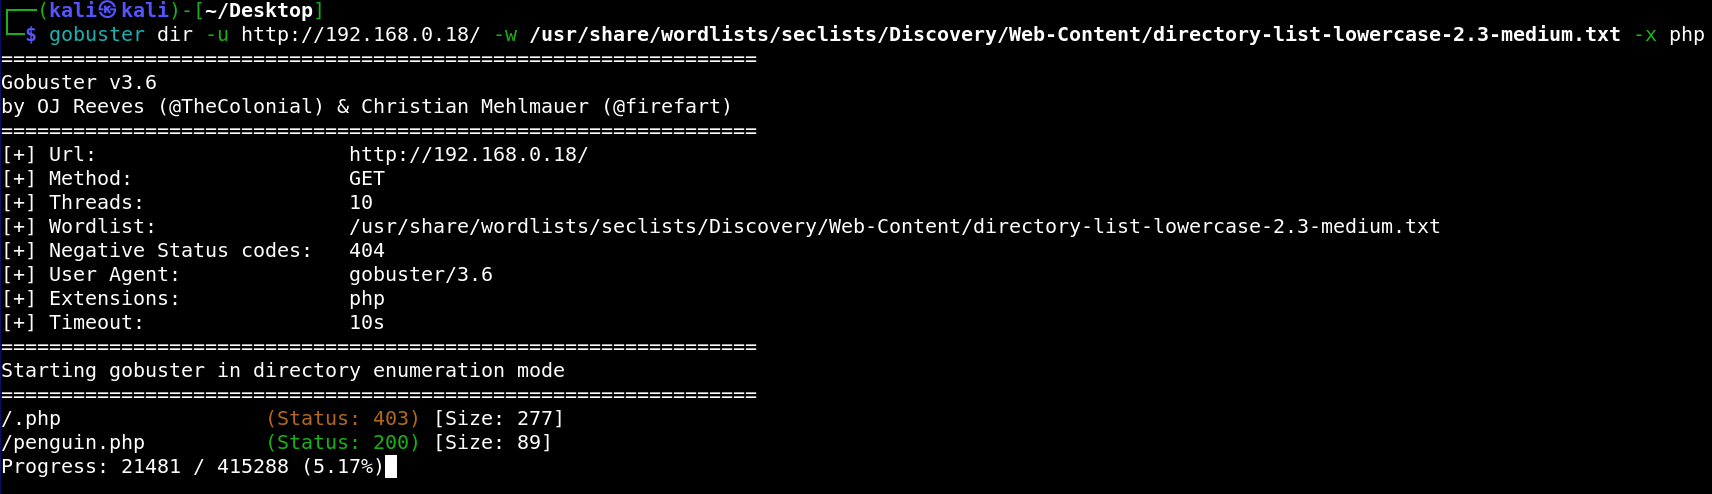 ┌──(kali㉿kali)-[~/Desktop]
└─$ gobuster dir -u http://192.168.0.18/ -w /usr/share/wordlists/seclists/Discovery/Web-Content/directory-list-lowercase-2.3-medium.txt -x php
===============================================================
Gobuster v3.6
by OJ Reeves (@TheColonial) & Christian Mehlmauer (@firefart)
===============================================================
[+] Url:                     http://192.168.0.18/
[+] Method:                  GET
[+] Threads:                 10
[+] Wordlist:                /usr/share/wordlists/seclists/Discovery/Web-Content/directory-list-lowercase-2.3-medium.txt
[+] Negative Status codes:   404
[+] User Agent:              gobuster/3.6
[+] Extensions:              php
[+] Timeout:                 10s
===============================================================
Starting gobuster in directory enumeration mode
===============================================================
/.php                 (Status: 403) [Size: 277]
/penguin.php          (Status: 200) [Size: 89]
Progress: 21481 / 415288 (5.17%)